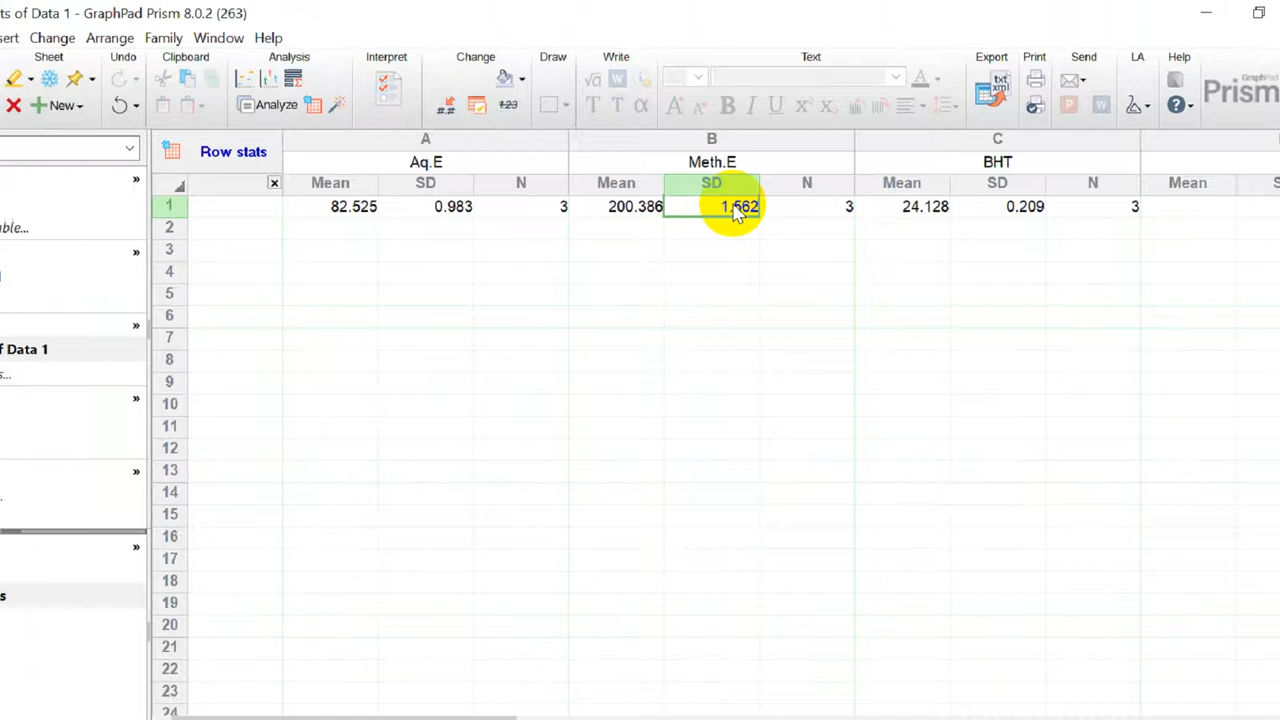 ts of Data 1 - GraphPad Prism 8.0.2 (263)
sert Change Arrange Family Window Help
Sheet Undo Clipboard Analysis Interpret Change Draw Write Text Export Print Send LA Help
New Analyze 123 GraphPad Prism
A B C
Row stats Aq.E Meth.E BHT
Mean SD N Mean SD N Mean SD N Mean S
1 82.525 0.983 3 200.386 1.562 3 24.128 0.209 3
2
able...
3
4
5
6
7
f Data 1
8
s...
9
10
11
12
13
14
15
16
17
18
s
19
20
21
22
23
24